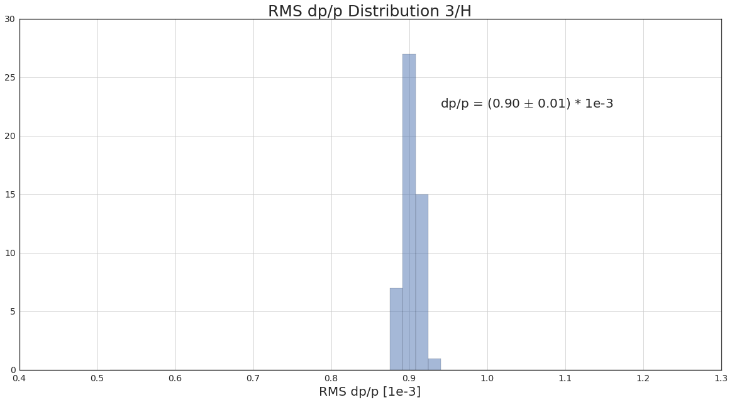 RMS dp/p Distribution 3/H
30
25
20
15
10
5
0
dp/p = (0.90 ± 0.01) * 1e-3
0.4 0.5 0.6 0.7 0.8 0.9 1.0 1.1 1.2 1.3
RMS dp/p [1e-3]